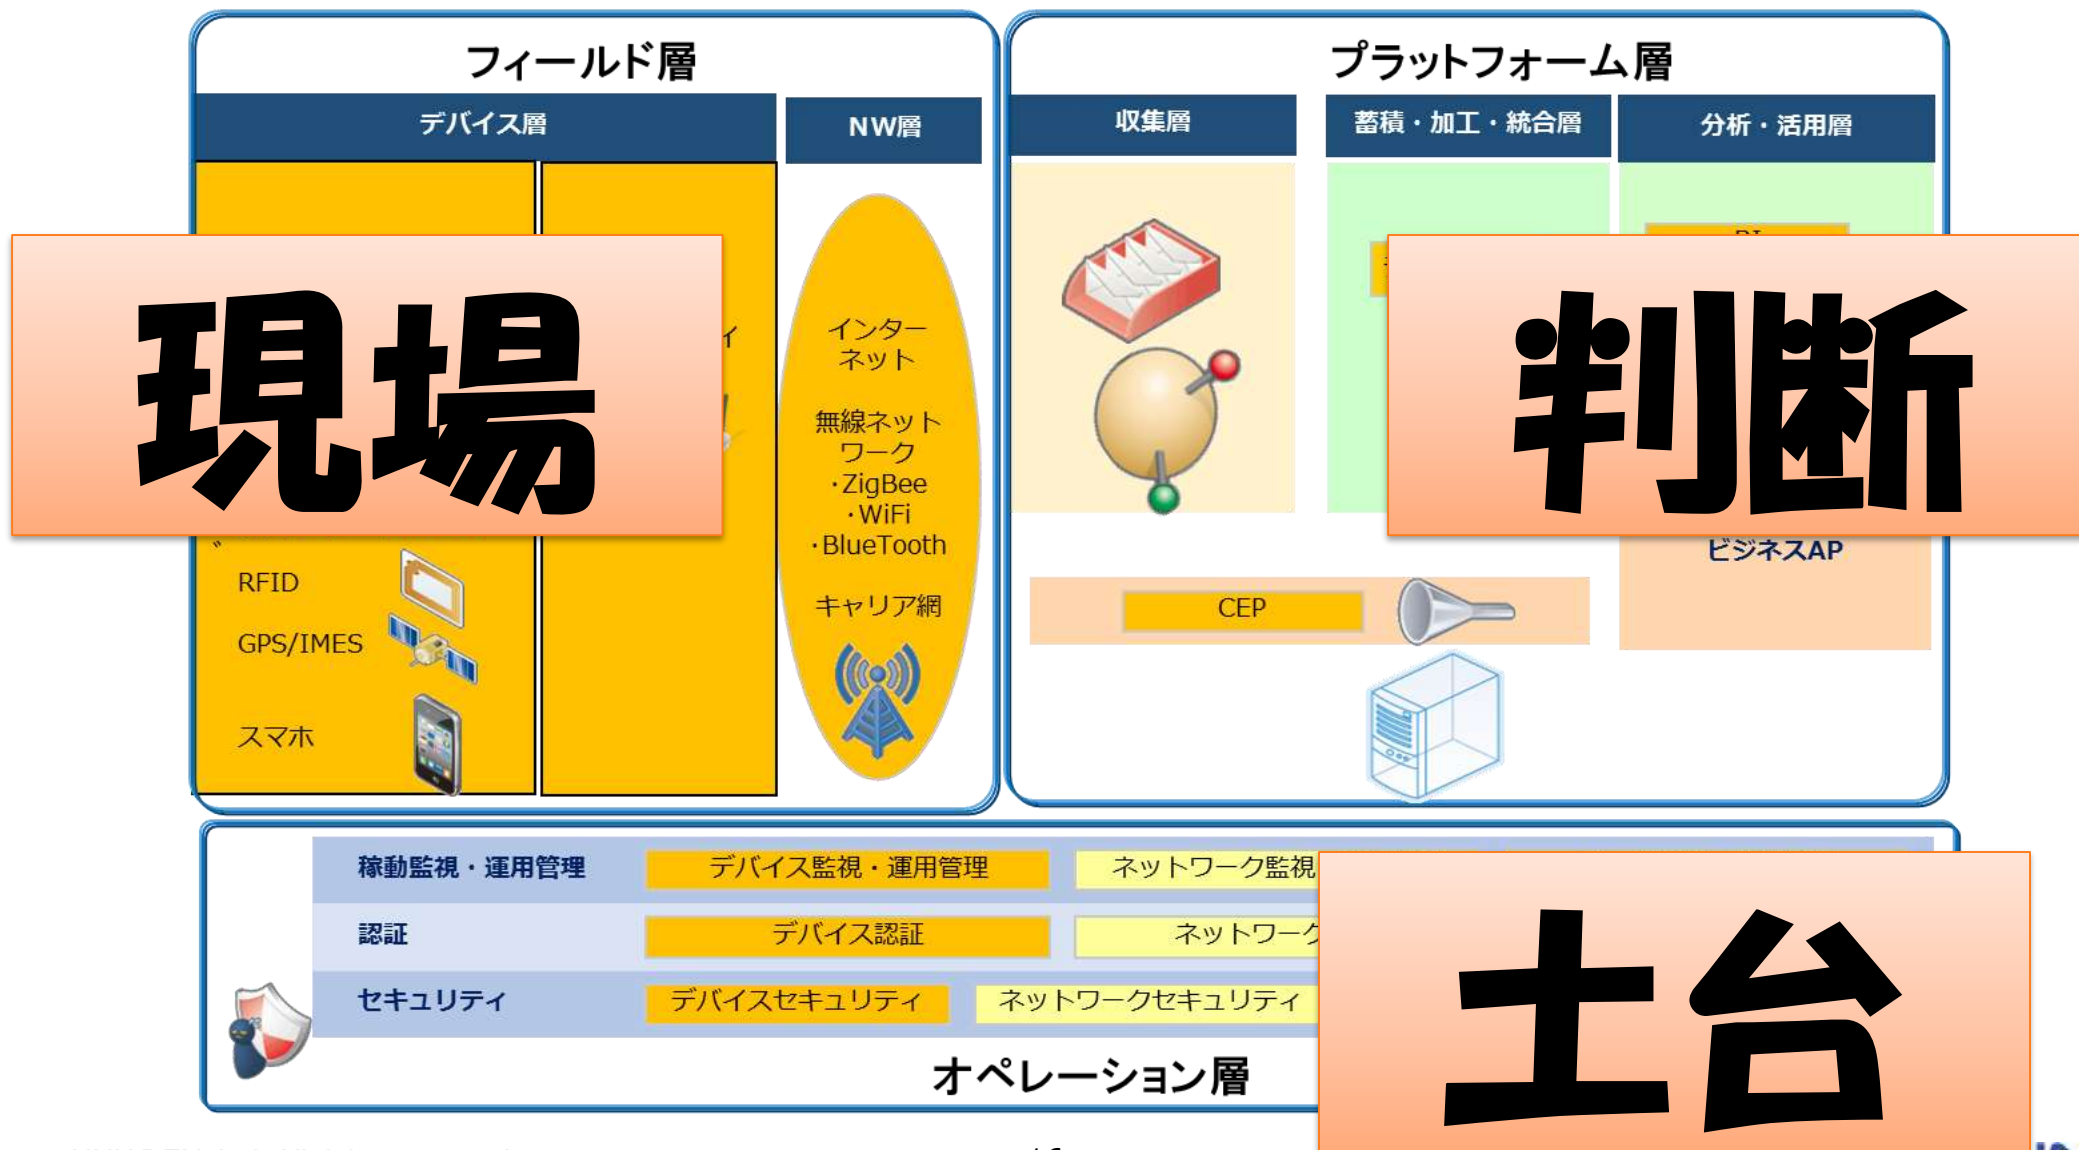 フィールド層
デバイス層
NW層
現場
インター
ネット
無線ネット
ワーク
・ZigBee
・WiFi
・BlueTooth
キャリア網
RFID
GPS/IMES
スマホ
プラットフォーム層
収集層
蓄積・加工・統合層
分析・活用層
判断
ビジネスAP
CEP
稼動監視・運用管理
デバイス監視・運用管理
ネットワーク監視
認証
デバイス認証
ネットワーク
セキュリティ
デバイスセキュリティ
ネットワークセキュリティ
オペレーション層
土台